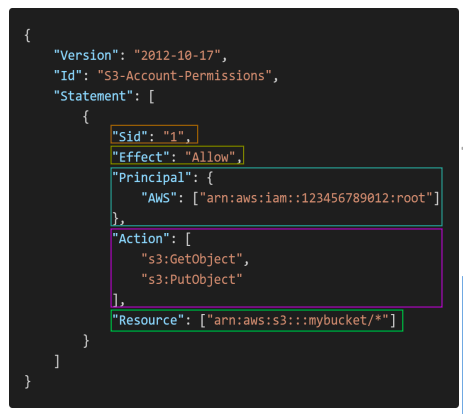 {
"Version": "2012-10-17",
"Id": "S3-Account-Permissions",
"Statement": [
{
"Sid": "1",
"Effect": "Allow",
"Principal": {
"AWS": ["arn:aws:iam::123456789012:root"]
},
"Action": [
"s3:GetObject",
"s3:PutObject"
],
"Resource": ["arn:aws:s3:::mybucket/*"]
}
]
}